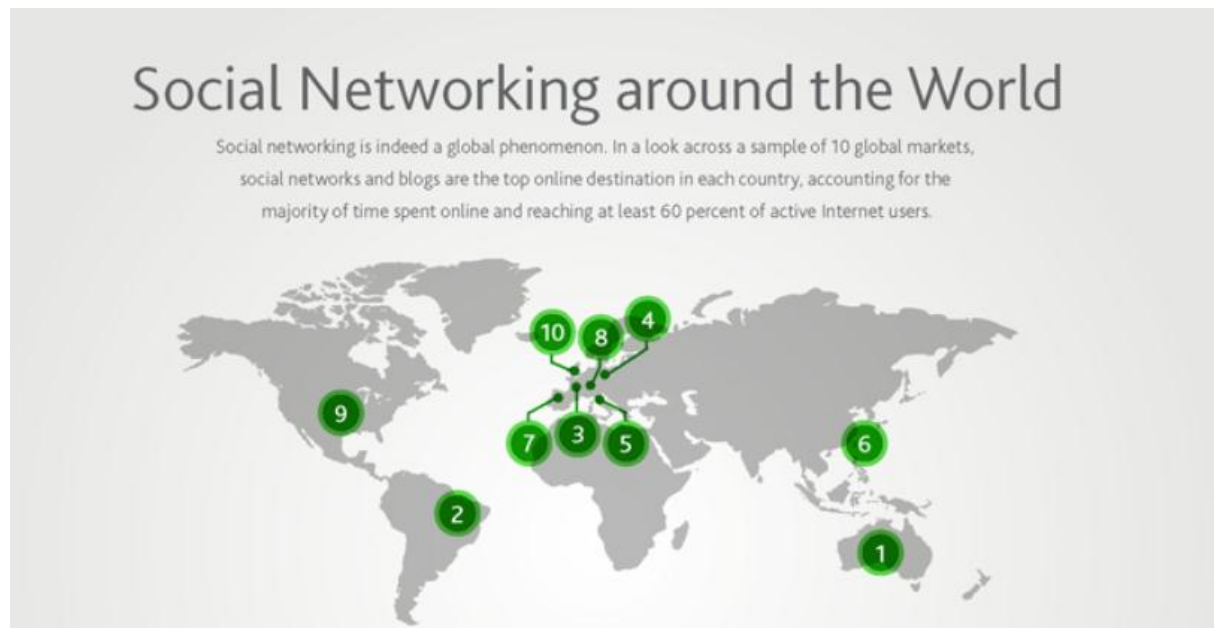 Social Networking around the World
Social networking is indeed a global phenomenon. In a look across a sample of 10 global markets,
social networks and blogs are the top online destination in each country, accounting for the
majority of time spent online and reaching at least 60 percent of active Internet users.
10
8
4
9
7
3
5
6
2
1